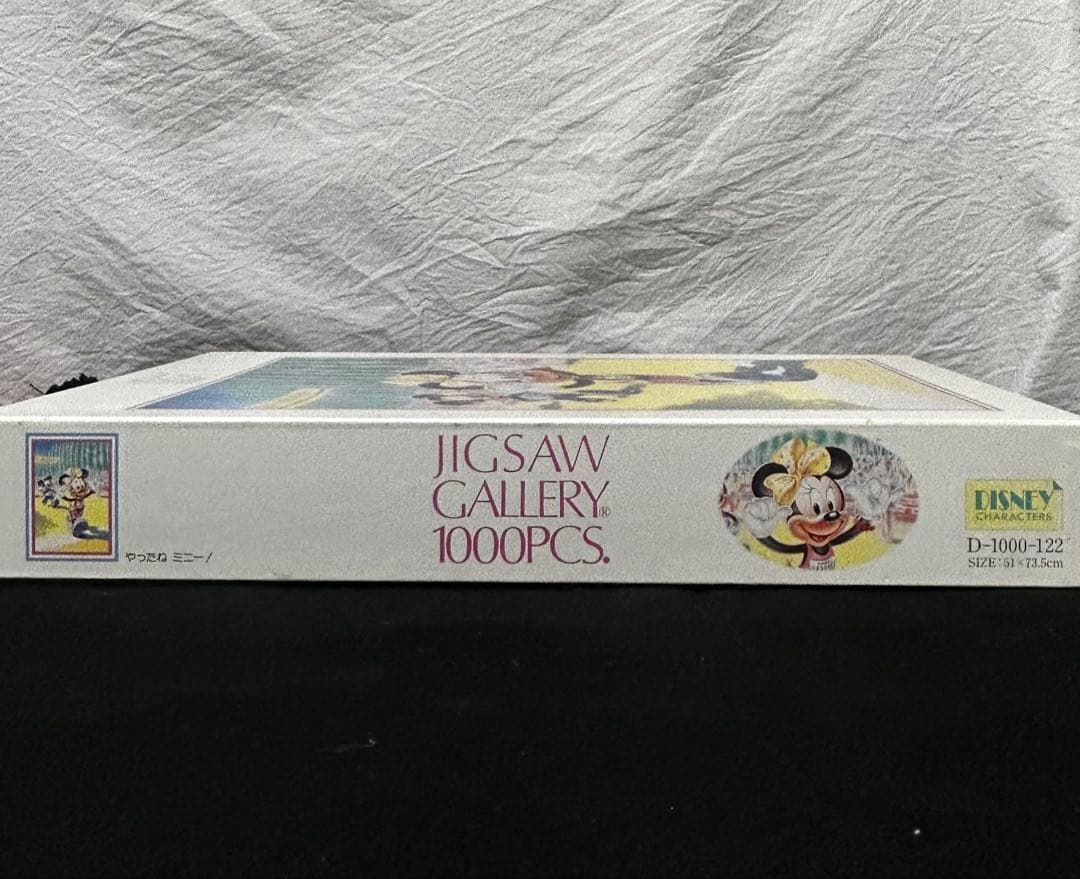 やったね ミニー!
JIGSAW
GALLERY®
1000PCS.
DISNEY
CHARACTERS
D-1000-122
SIZE:51×73.5cm